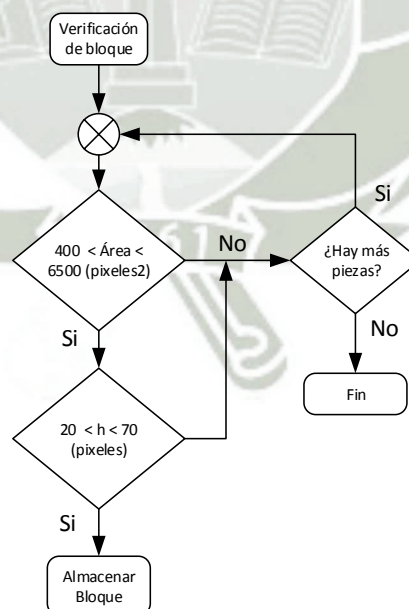 Verificación
de bloque
400 < Área <
6500 (pixeles2)
No
¿Hay más
piezas?
Si
No
Fin
Si
20 < h < 70
(pixeles)
Si
Almacenar
Bloque